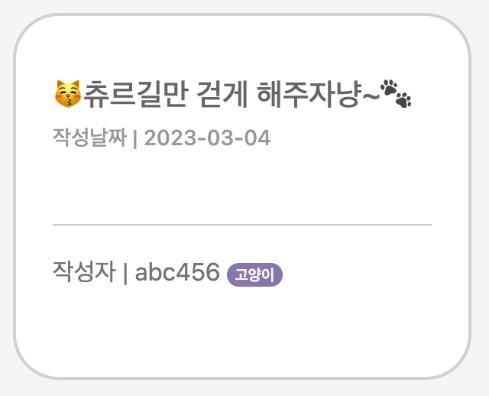 😽츄르길만 걷게 해주자냥~🐾
작성날짜 | 2023-03-04
작성자 | abc456 고양이